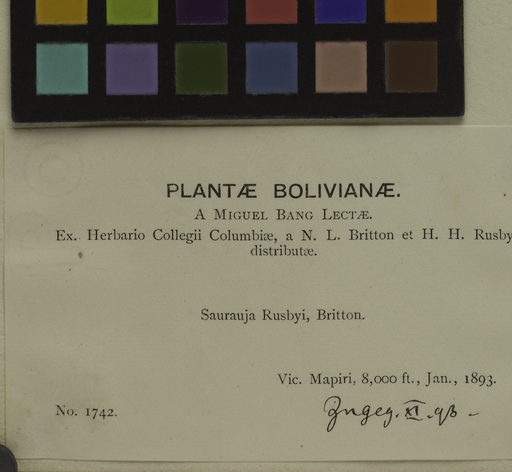 PLANTÆ BOLIVIANÆ.
A MIGUEL BANG LECTÆ.
Ex. Herbario Collegii Columbiæ, a N. L. Britton et H. H. Rusby
distributæ.
Saurauja Rusbyi, Britton.
Vic. Mapiri, 8,000 ft., Jan., 1893.
No. 1742.
XI